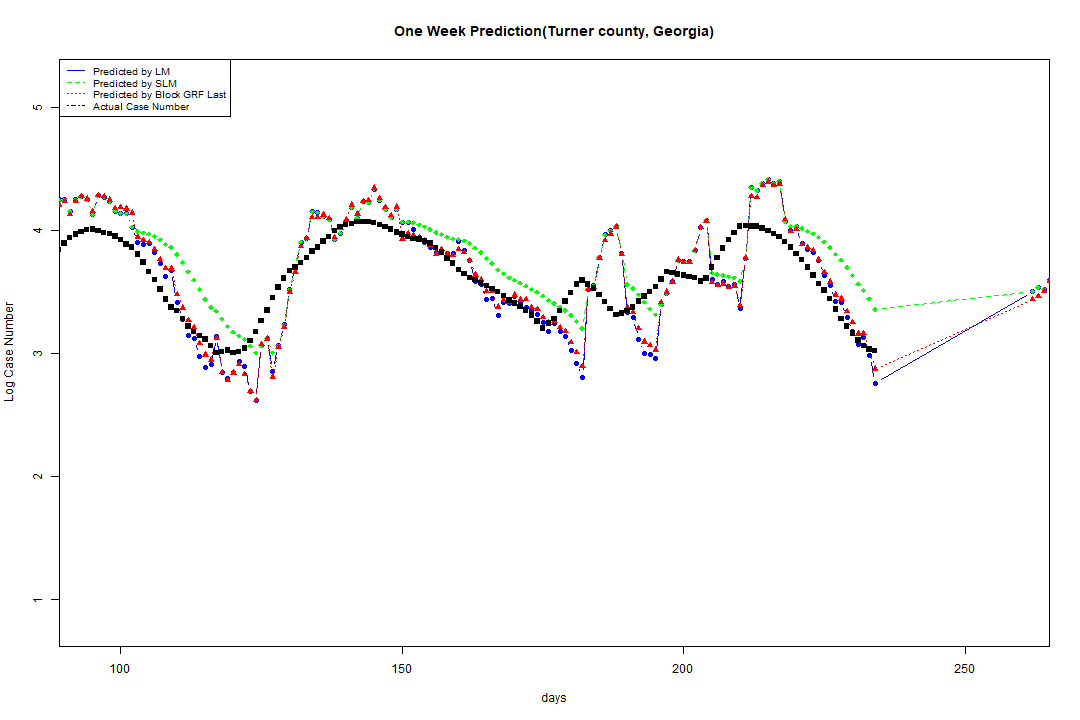 One Week Prediction(Turner county, Georgia)
Predicted by LM
Predicted by SLM
Predicted by Block GRF Last
Actual Case Number
5
4
3
2
1
Log Case Number
100 150 200 250
days